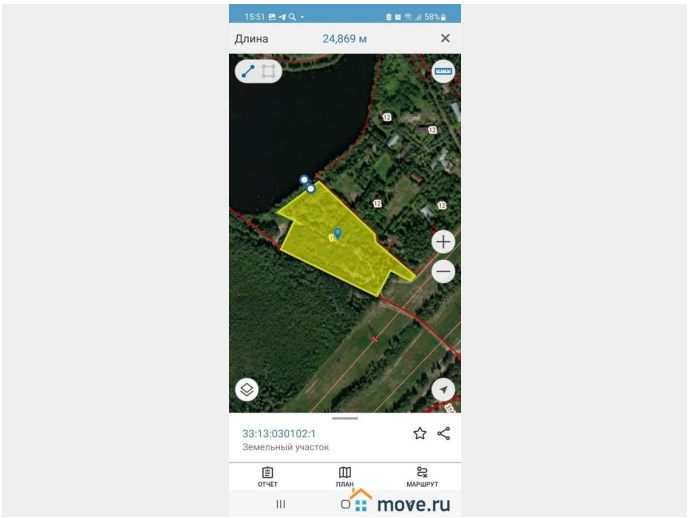 15:51
58%
Длина
24,869 м
12
12
12
12
33:13:030102:1
Земельный участок
ОТЧЁТ
ПЛАН
МАРШРУТ
move.ru